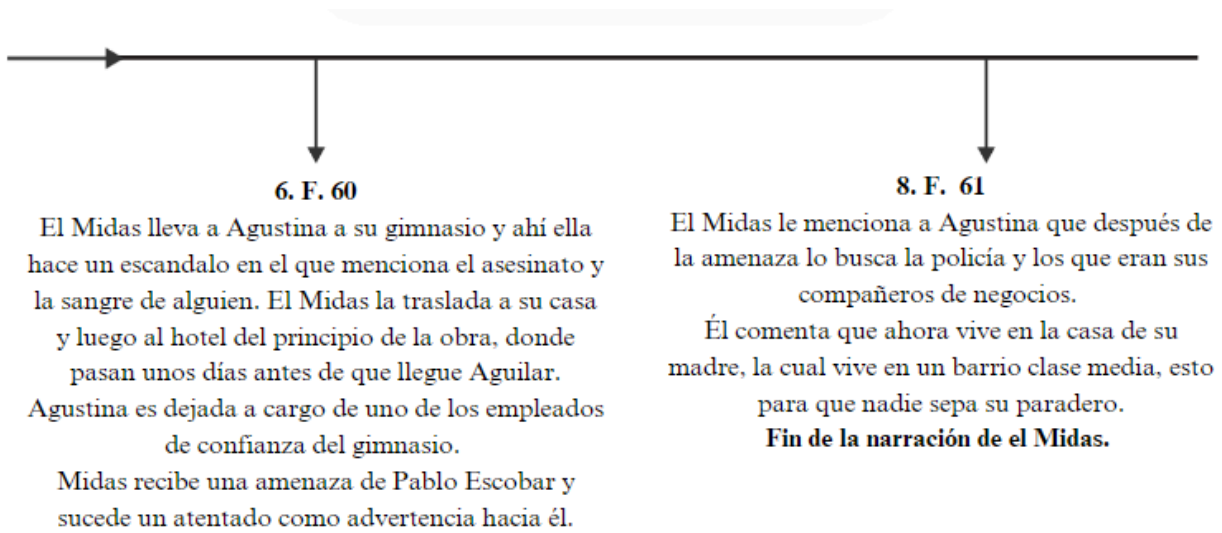 6. F. 60
El Midas lleva a Agustina a su gimnasio y ahí ella
hace un escandalo en el que menciona el asesinato y
la sangre de alguien. El Midas la traslada a su casa
y luego al hotel del principio de la obra, donde
pasan unos días antes de que llegue Aguilar.
Agustina es dejada a cargo de uno de los empleados
de confianza del gimnasio.
Midas recibe una amenaza de Pablo Escobar y
sucede un atentado como advertencia hacia él.
8. F. 61
El Midas le menciona a Agustina que después de
la amenaza lo busca la policía y los que eran sus
compañeros de negocios.
Él comenta que ahora vive en la casa de su
madre, la cual vive en un barrio clase media, esto
para que nadie sepa su paradero.
Fin de la narración de el Midas.